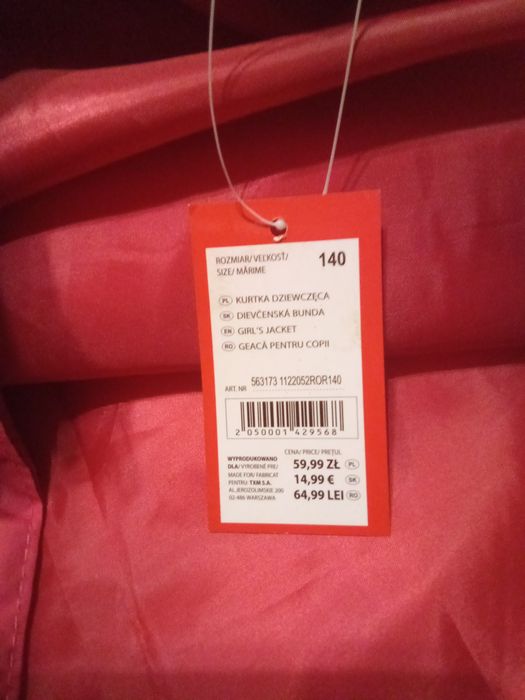 ROZMIAR/ VEĽKOSŤ/
SIZE/ MĂRIME
140
PL KURTKA DZIEWCZĘCA
SK DIEVČENSKÁ BUNDA
EN GIRL'S JACKET
RO GEACĂ PENTRU COPII
ART. NR 563173 1122052ROR140
2 050001 429568
CENA/ PRICE/ PREŢUL
WYPRODUKOWANO
DLA/ VYROBENÉ PRE/
MADE FOR/ FABRICAT
PENTRU: TXM S.A.
AL.JEROZOLIMSKIE 200
02-486 WARSZAWA
59,99 ZŁ PL
14,99 € SK
64,99 LEI RO